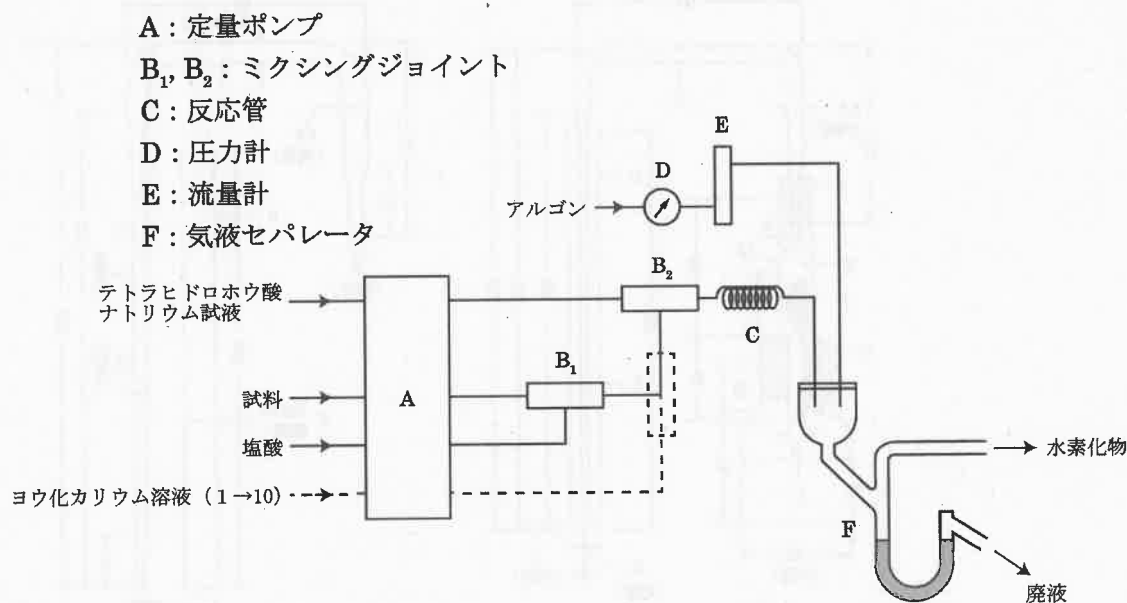 A：定量ポンプ
B₁, B₂：ミクシングジョイント
C：反応管
D：圧力計
E：流量計
F：気液セパレータ
E
D
アルゴン
B₂
テトラヒドロホウ酸
ナトリウム試液
C
B₁
試料
A
塩酸
水素化物
ヨウ化カリウム溶液（1→10）
F
廃液